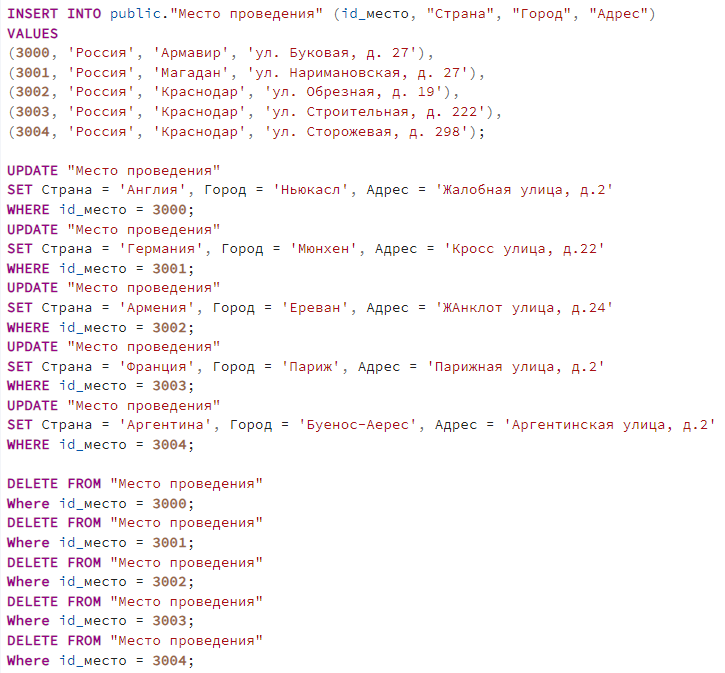 INSERT INTO public."Место проведения" (id_место, "Страна", "Город", "Адрес")
VALUES
(3000, 'Россия', 'Армавир', 'ул. Буковая, д. 27'),
(3001, 'Россия', 'Магадан', 'ул. Наримановская, д. 27'),
(3002, 'Россия', 'Краснодар', 'ул. Обрезная, д. 19'),
(3003, 'Россия', 'Краснодар', 'ул. Строительная, д. 222'),
(3004, 'Россия', 'Краснодар', 'ул. Сторожевая, д. 298');
UPDATE "Место проведения"
SET Страна = 'Англия', Город = 'Ньюкасл', Адрес = 'Жалобная улица, д.2'
WHERE id_место = 3000;
UPDATE "Место проведения"
SET Страна = 'Германия', Город = 'Мюнхен', Адрес = 'Кросс улица, д.22'
WHERE id_место = 3001;
UPDATE "Место проведения"
SET Страна = 'Армения', Город = 'Ереван', Адрес = 'ЖАнклот улица, д.24'
WHERE id_место = 3002;
UPDATE "Место проведения"
SET Страна = 'Франция', Город = 'Париж', Адрес = 'Парижная улица, д.2'
WHERE id_место = 3003;
UPDATE "Место проведения"
SET Страна = 'Аргентина', Город = 'Буенос-Аерес', Адрес = 'Аргентинская улица, д.2'
WHERE id_место = 3004;
DELETE FROM "Место проведения"
Where id_место = 3000;
DELETE FROM "Место проведения"
Where id_место = 3001;
DELETE FROM "Место проведения"
Where id_место = 3002;
DELETE FROM "Место проведения"
Where id_место = 3003;
DELETE FROM "Место проведения"
Where id_место = 3004;